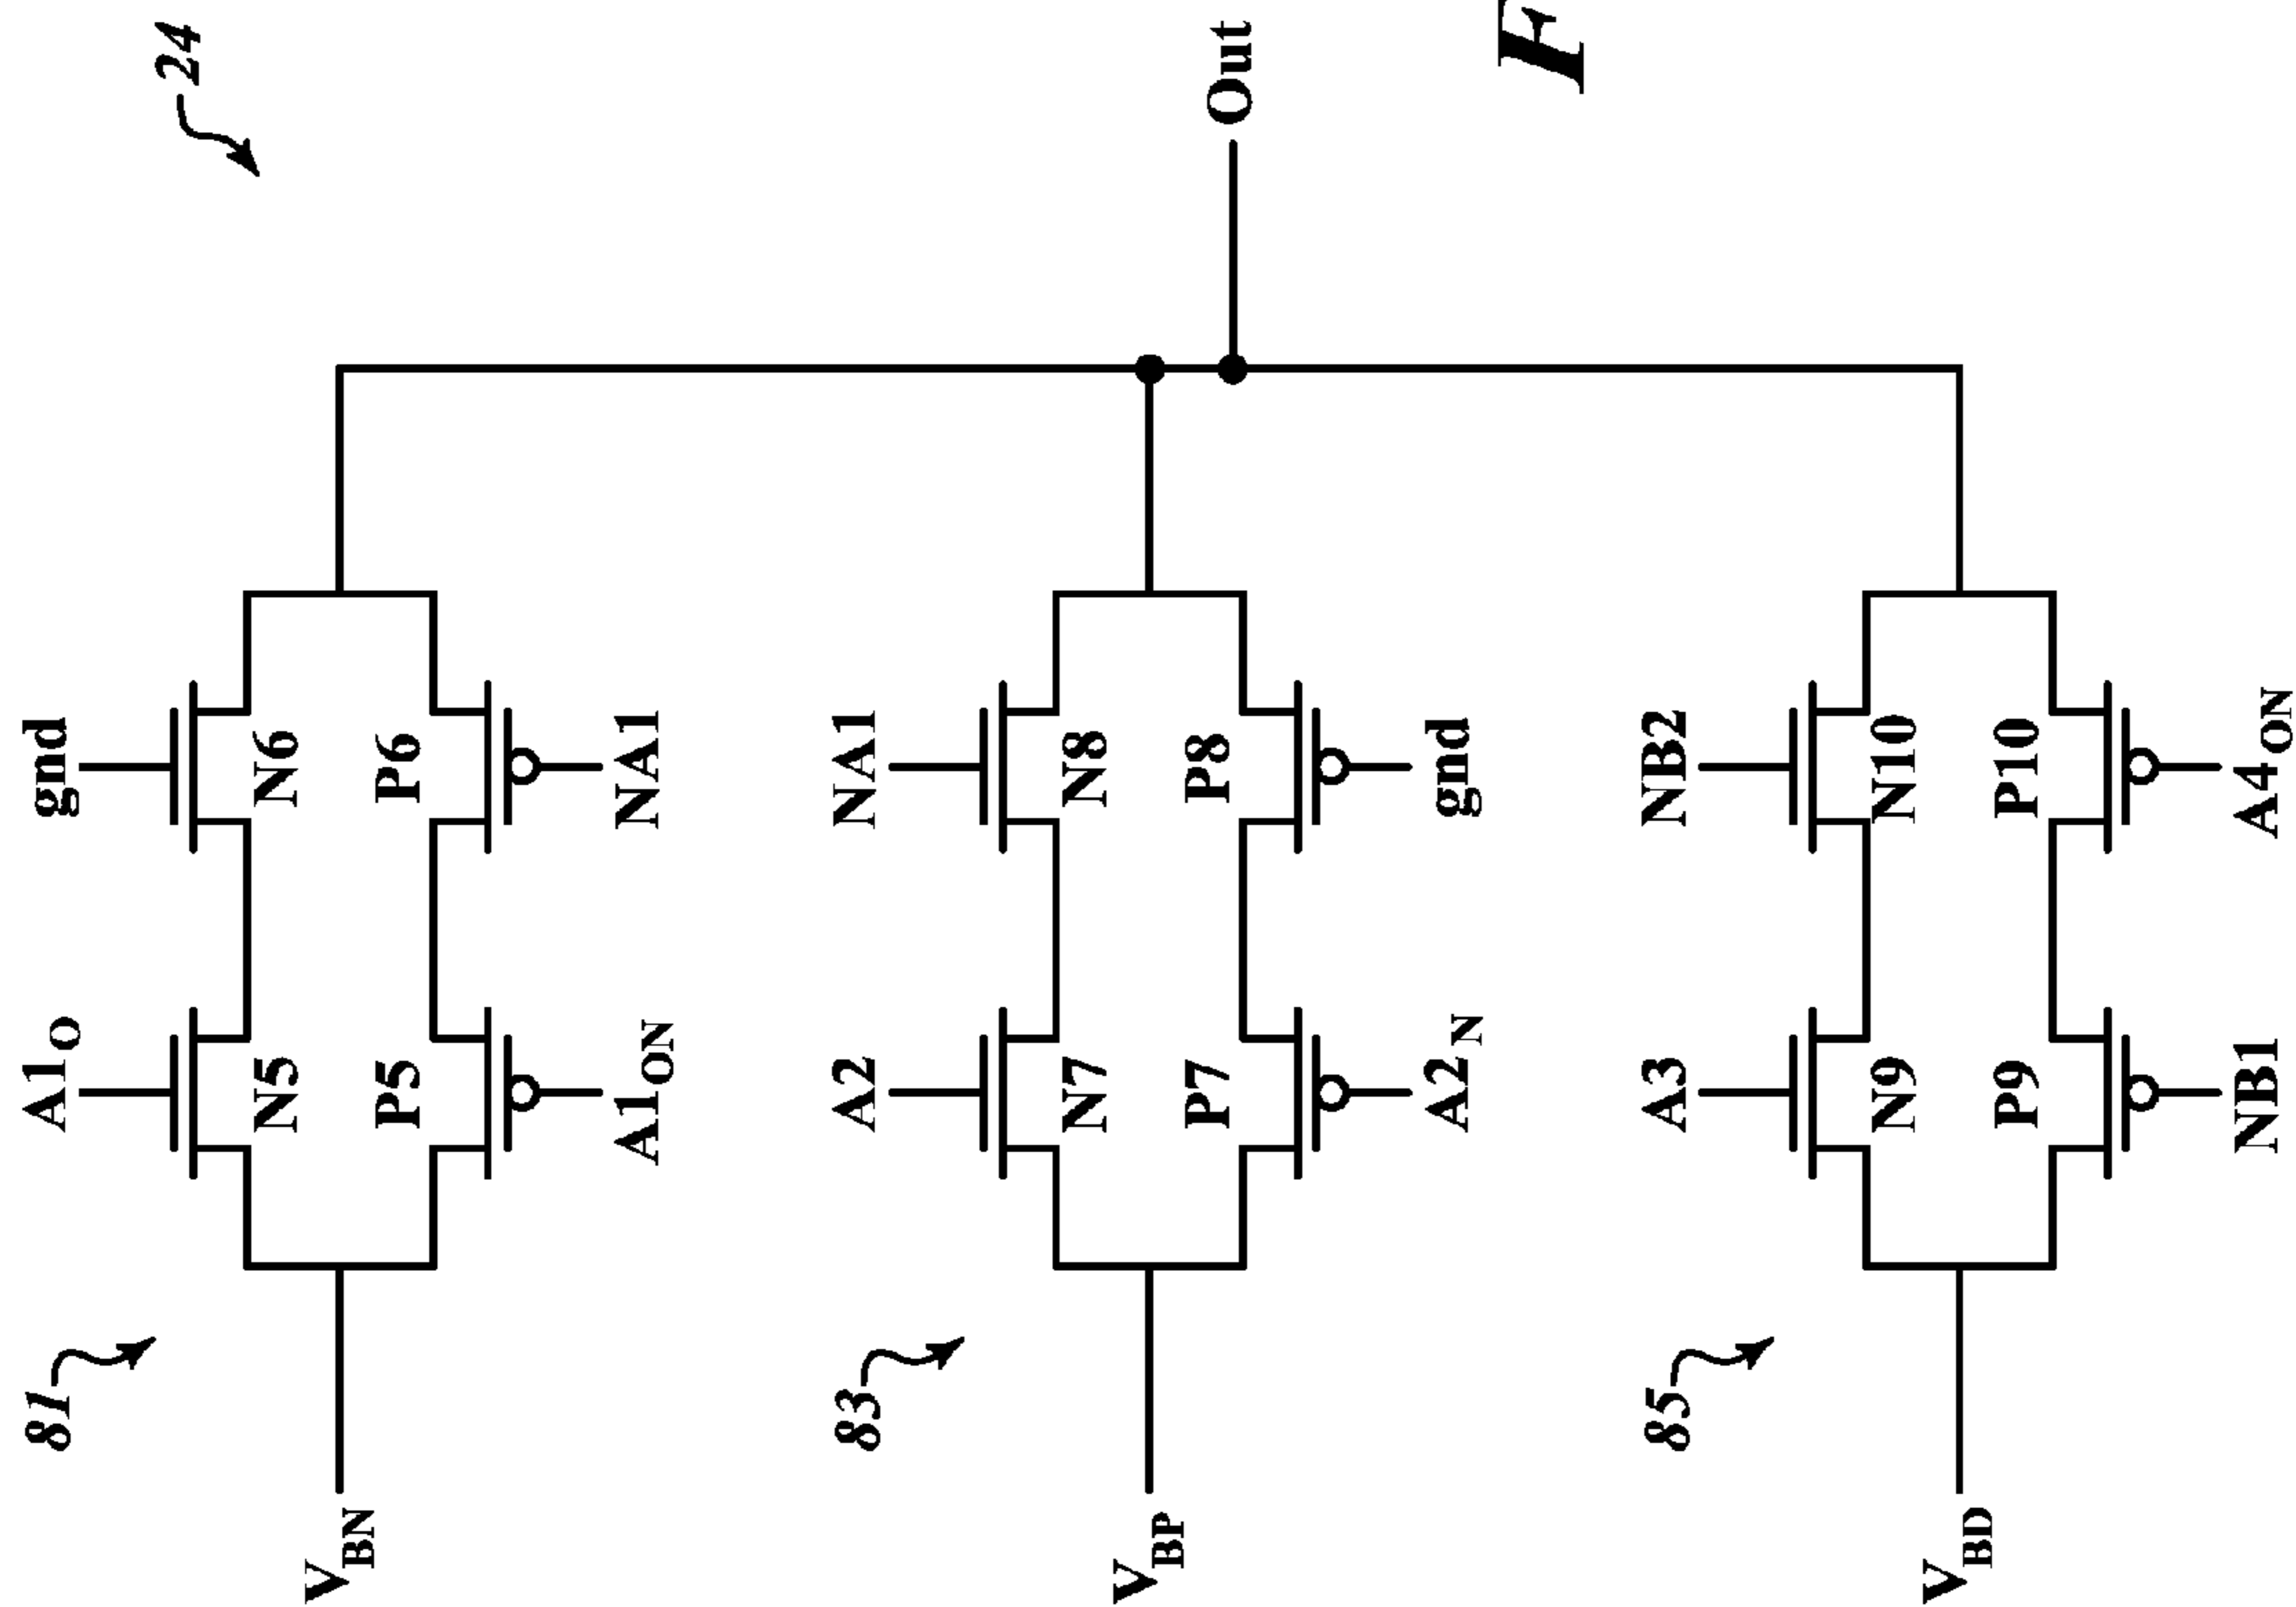 24
81
A1O
gnd
N5
N6
P5
P6
A1ON
NA1
VBN
83
A2
NA1
N7
N8
P7
P8
A2N
gnd
VBP
Out
85
A3
NB2
N9
N10
P9
P10
NB1
A4ON
VBD
F